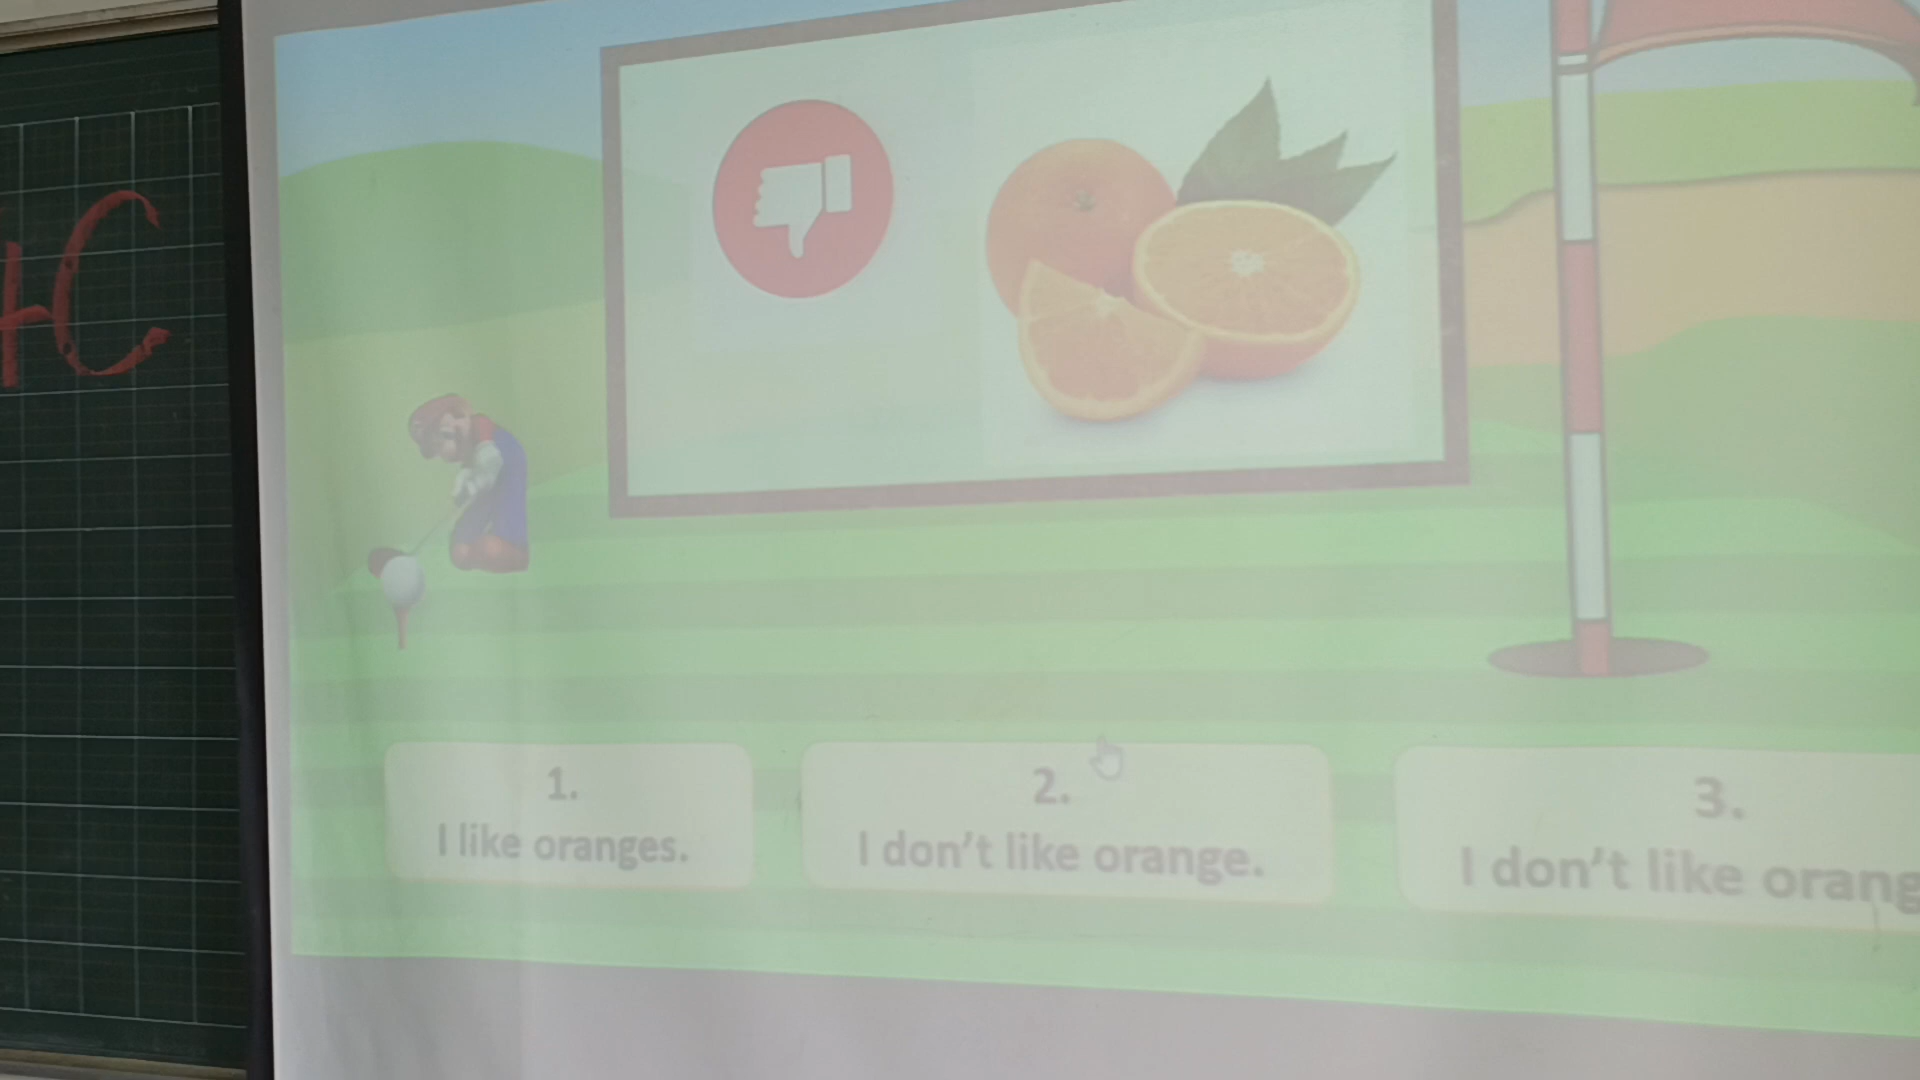 C
1.
I like oranges.
2.
I don't like orange.
3.
I don't like orang